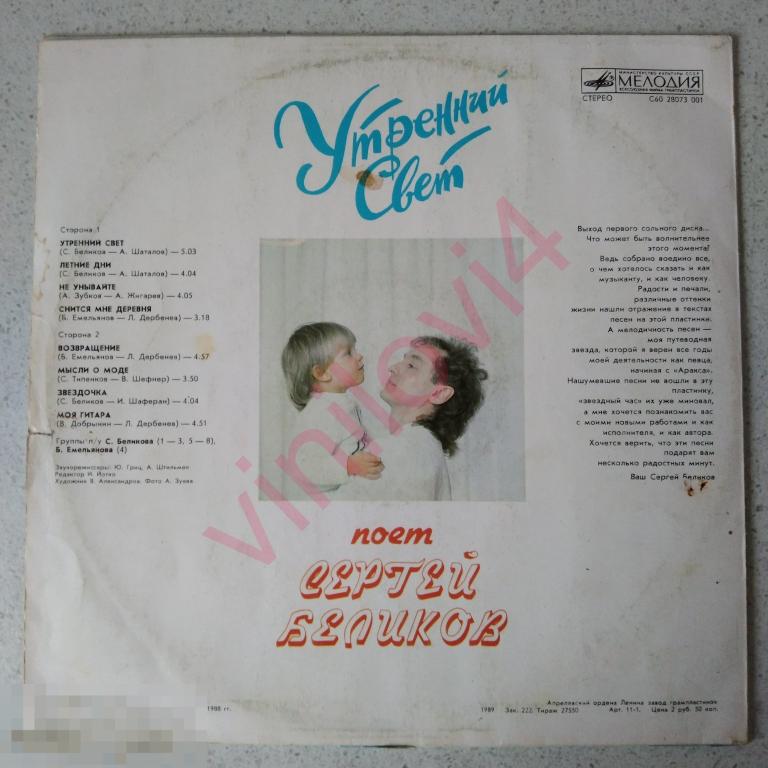 МИНИСТЕРСТВО КУЛЬТУРЫ СССР
МЕЛОДИЯ
ВСЕСОЮЗНАЯ ФИРМА ГРАМПЛАСТИНОК
СТЕРЕО С60 28073 001
Утренний
Свет
Сторона 1
УТРЕННИЙ СВЕТ
(С. Беликов — А. Шаталов) — 5.03
ЛЕТНИЕ ДНИ
(С. Беликов — А. Шаталов) — 4.04
НЕ УНЫВАЙТЕ
(А. Зубков — А. Жигарев) — 4.05
СНИТСЯ МНЕ ДЕРЕВНЯ
(Б. Емельянов — Л. Дербенев) — 3.18
Сторона 2
ВОЗВРАЩЕНИЕ
(Б. Емельянов — Л. Дербенев) — 4.57
МЫСЛИ О МОДЕ
(С. Типенков — В. Шефнер) — 3.50
ЗВЕЗДОЧКА
(С. Беликов — И. Шаферан) — 4.04
МОЯ ГИТАРА
(В. Добрынин — Л. Дербенев) — 4.51
Группы п/у С. Беликова (1 — 3, 5 — 8),
Б. Емельянова (4)
Звукорежиссеры: Ю. Гриц, А. Штильман
Редактор И. Йотко
Художник В. Александров. Фото А. Зуева
Выход первого сольного диска...
Что может быть волнительнее
этого момента?
Ведь собрано воедино все,
о чем хотелось сказать и как
музыканту, и как человеку.
Радости и печали,
различные оттенки
жизни нашли отражение в текстах
песен на этой пластинке.
А мелодичность песен —
моя путеводная
звезда, которой я верен все годы
моей деятельности как певца,
начиная с «Аракса».
Нашумевшие песни не вошли в эту
пластинку,
«звездный час» их уже миновал,
а мне хочется познакомить вас
с моими новыми работами и как
исполнителя, и как автора.
Хочется верить, что эти песни
подарят вам
несколько радостных минут.
Ваш Сергей Беликов
vinilovi4
поет
СЕРГЕЙ
БЕЛИКОВ
1988 гг.
1989 Зак. 222 Тираж 27550
Апрелевский ордена Ленина завод грампластинок
Арт. 11-1. Цена 2 руб. 50 коп.